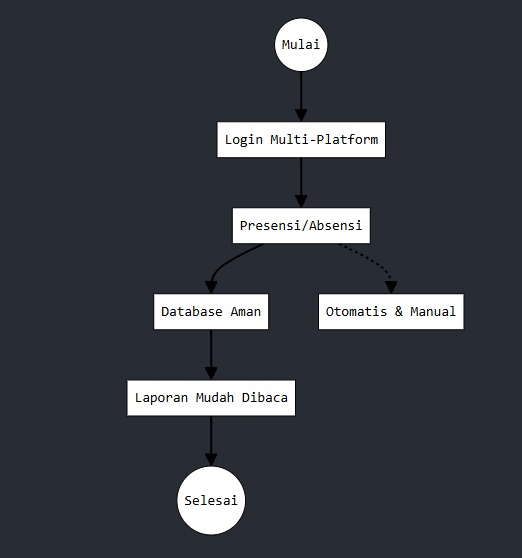 Mulai
Login Multi-Platform
Presensi/Absensi
Database Aman
Otomatis & Manual
Laporan Mudah Dibaca
Selesai